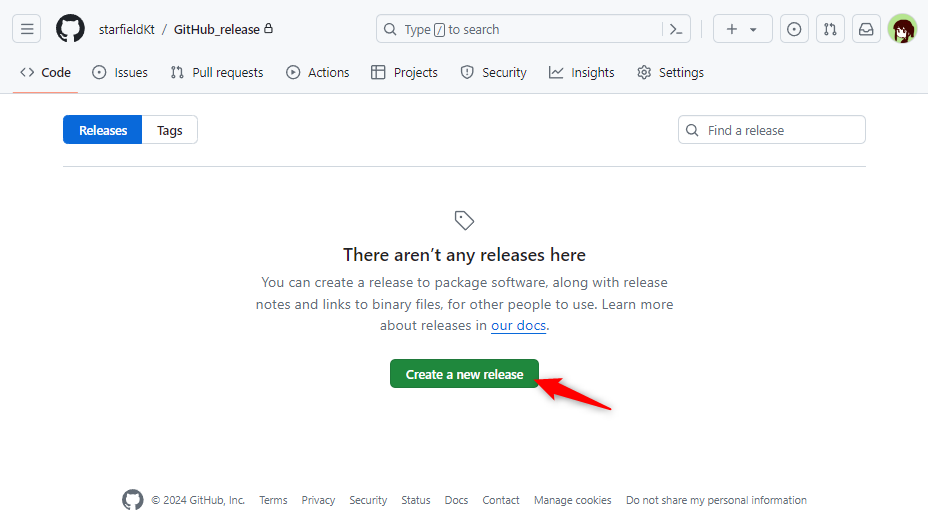 starfieldKt / GitHub_release
Type / to search
Code Issues Pull requests Actions Projects Security Insights Settings
Releases Tags Find a release
There aren’t any releases here
You can create a release to package software, along with release
notes and links to binary files, for other people to use. Learn more
about releases in our docs.
Create a new release
© 2024 GitHub, Inc. Terms Privacy Security Status Docs Contact Manage cookies Do not share my personal information